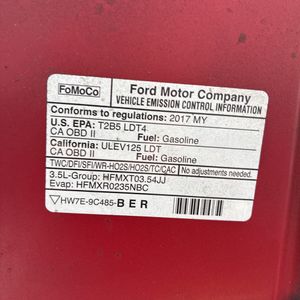 FoMoCo
Ford Motor Company
VEHICLE EMISSION CONTROL INFORMATION
Conforms to regulations: 2017 MY
U.S. EPA: T2B5 LDT4
CA OBD II Fuel: Gasoline
California: ULEV125 LDT
CA OBD II Fuel: Gasoline
TWC/DFI/SFI/WR-HO2S/HO2S/TC/CAC No adjustments needed.
3.5L-Group: HFMXT03.54JJ
Evap: HFMXR0235NBC
HW7E-9C485-BER